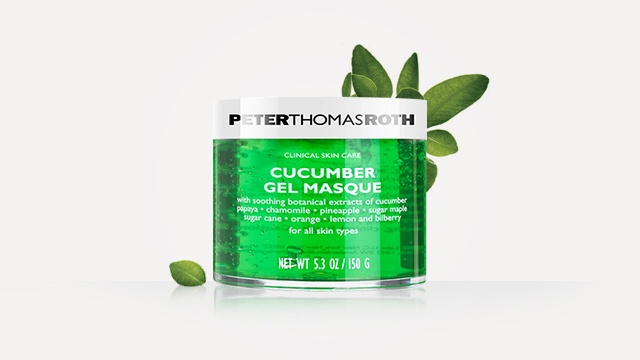 PETERTHOMASROTH
CLINICAL SKIN CARE
CUCUMBER
GEL MASQUE
with soothing botanical extracts of cucumber
papaya • chamomile • pineapple • sugar maple
sugar cane • orange • lemon and bilberry
for all skin types
NET WT 5.3 OZ / 150 G